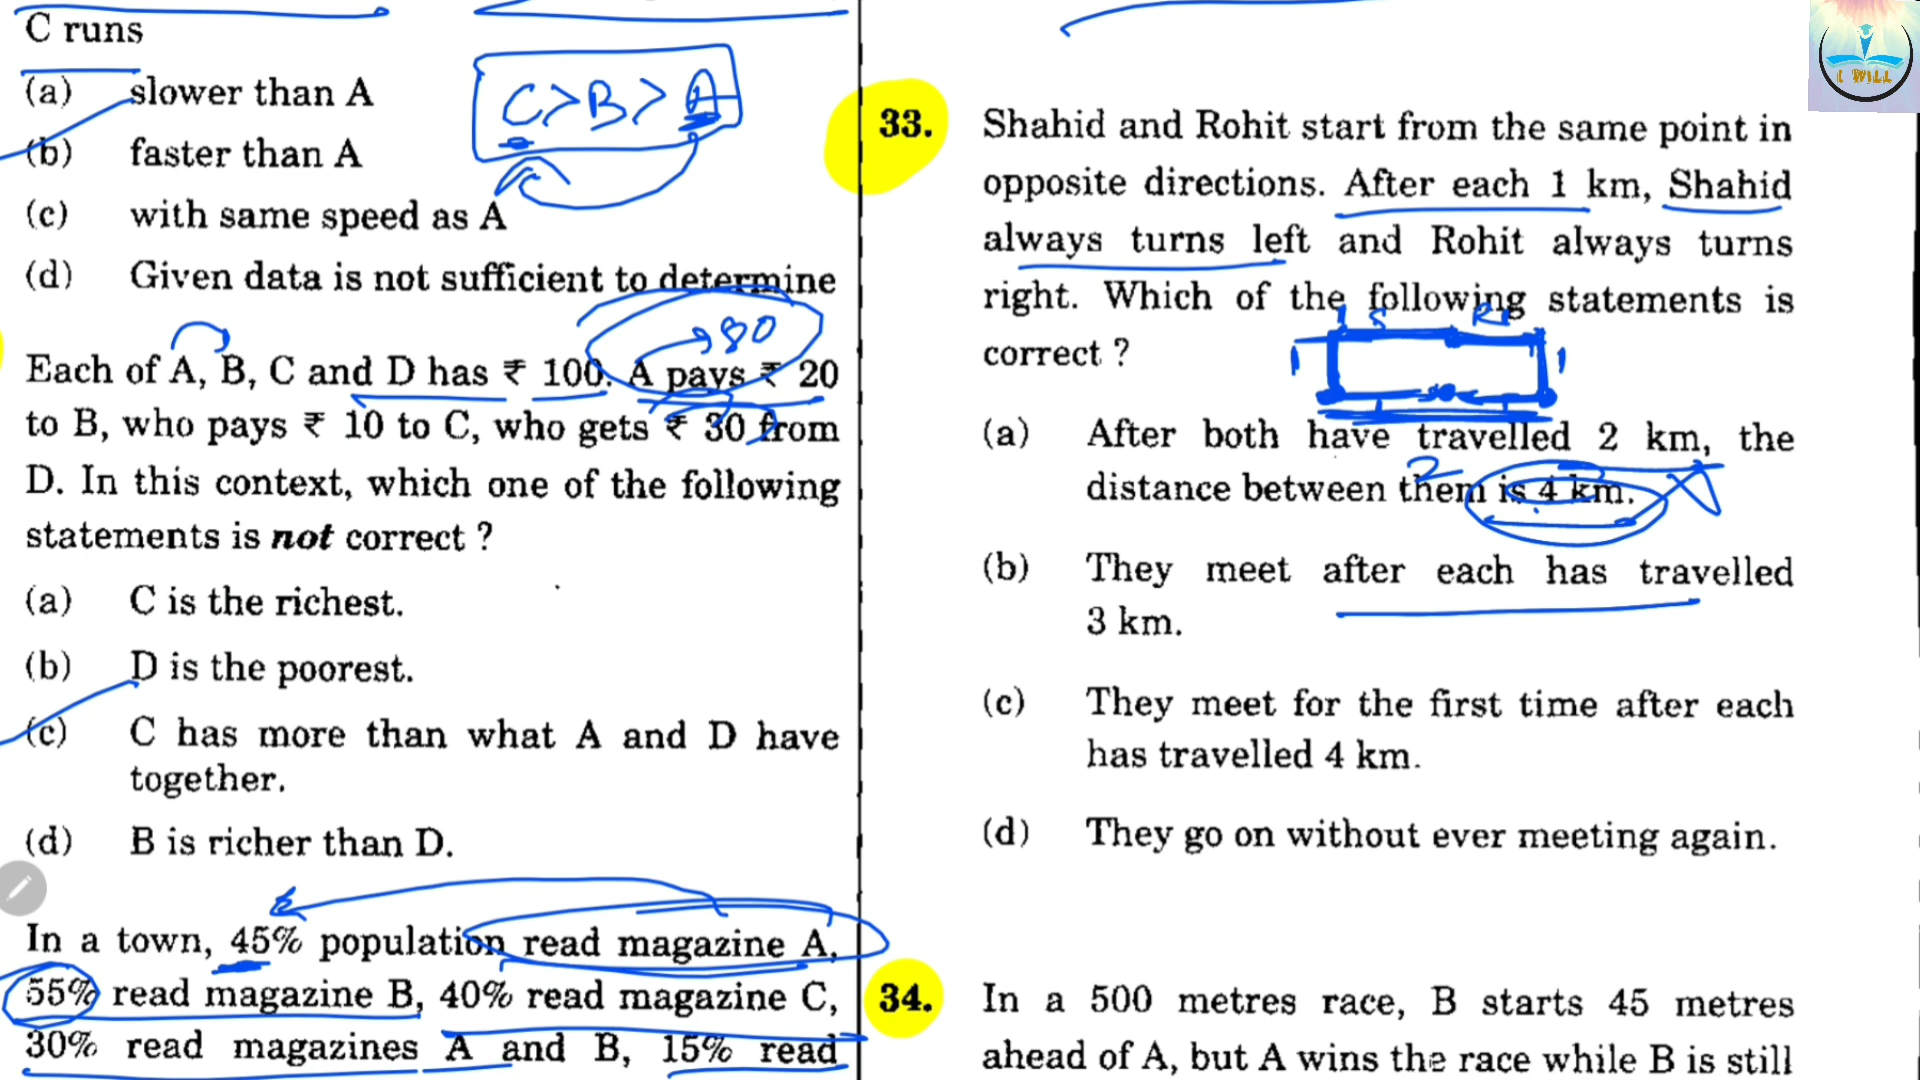 C runs
(a) slower than A
(b) faster than A
(c) with same speed as A
(d) Given data is not sufficient to determine
C>B>A
80
Each of A, B, C and D has ₹ 100. A pays ₹ 20
to B, who pays ₹ 10 to C, who gets ₹ 30 from
D. In this context, which one of the following
statements is not correct ?
(a) C is the richest.
(b) D is the poorest.
(c) C has more than what A and D have
together.
(d) B is richer than D.
In a town, 45% population read magazine A,
55% read magazine B, 40% read magazine C,
30% read magazines A and B, 15% read
I WILL
33. Shahid and Rohit start from the same point in
opposite directions. After each 1 km, Shahid
always turns left and Rohit always turns
right. Which of the following statements is
correct ?
1 S R 1
1 1
(a) After both have travelled 2 km, the
distance between them is 4 km.
2
(b) They meet after each has travelled
3 km.
(c) They meet for the first time after each
has travelled 4 km.
(d) They go on without ever meeting again.
34. In a 500 metres race, B starts 45 metres
ahead of A, but A wins the race while B is still